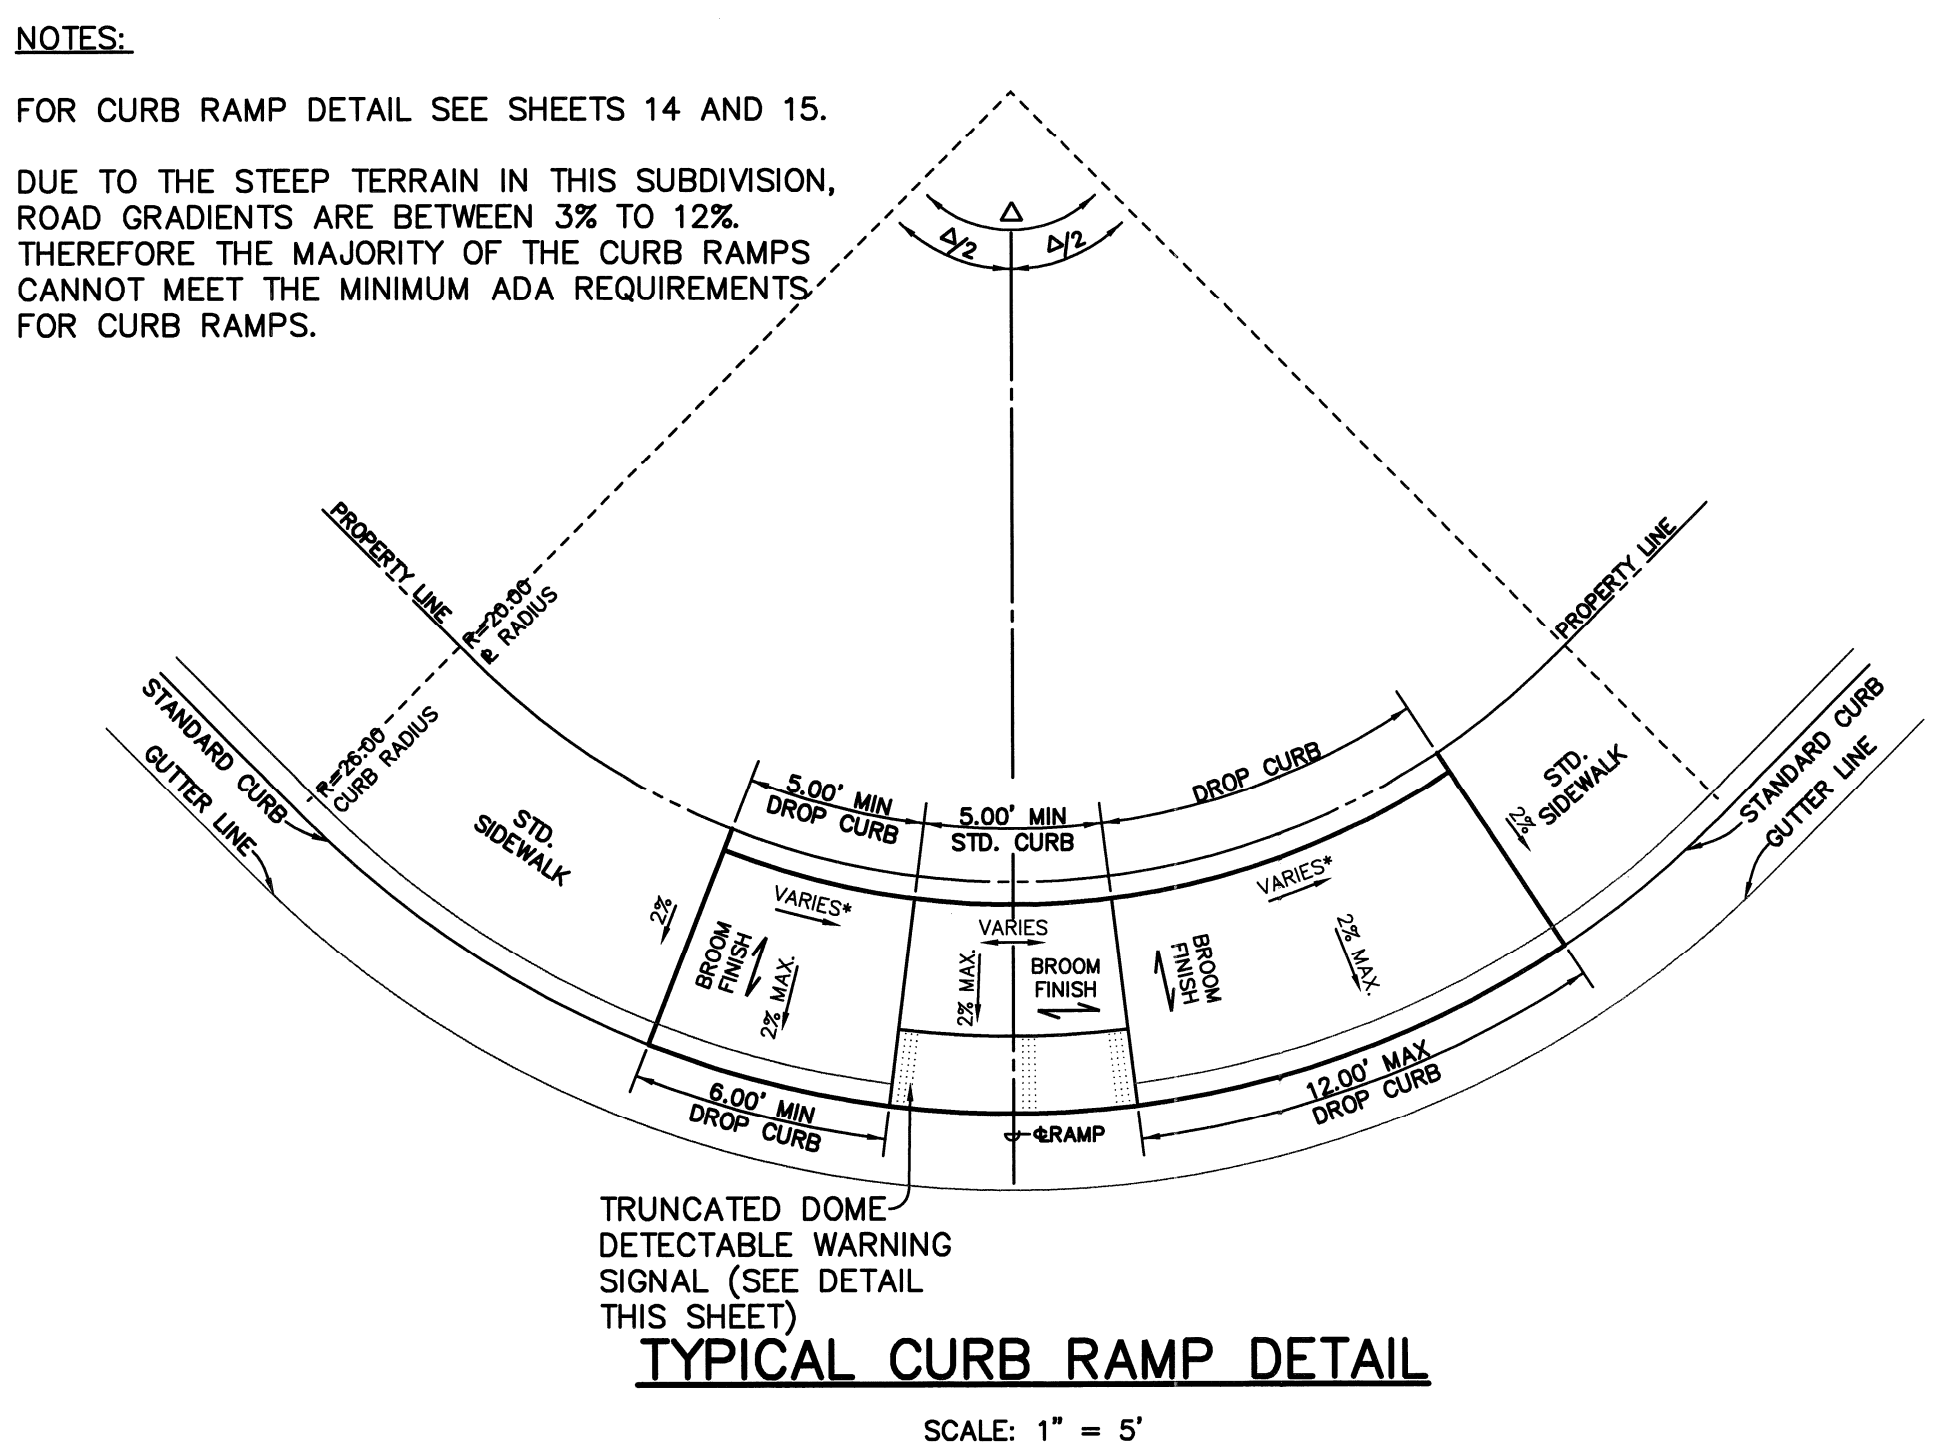 NOTES:
FOR CURB RAMP DETAIL SEE SHEETS 14 AND 15.
DUE TO THE STEEP TERRAIN IN THIS SUBDIVISION,
ROAD GRADIENTS ARE BETWEEN 3% TO 12%.
THEREFORE THE MAJORITY OF THE CURB RAMPS
CANNOT MEET THE MINIMUM ADA REQUIREMENTS
FOR CURB RAMPS.
Δ
Δ/2
Δ/2
PROPERTY LINE
R=20.00
RADIUS
PROPERTY LINE
R=26.00
CURB RADIUS
STANDARD CURB
GUTTER LINE
STD.
SIDEWALK
2%
5.00' MIN
DROP CURB
5.00' MIN
STD. CURB
DROP CURB
STD.
SIDEWALK
2%
STANDARD CURB
GUTTER LINE
VARIES*
BROOM
FINISH
2% MAX.
VARIES
2% MAX.
BROOM
FINISH
BROOM
FINISH
VARIES*
2% MAX.
6.00' MIN
DROP CURB
℄RAMP
12.00' MAX
DROP CURB
TRUNCATED DOME
DETECTABLE WARNING
SIGNAL (SEE DETAIL
THIS SHEET)
TYPICAL CURB RAMP DETAIL
SCALE: 1" = 5'